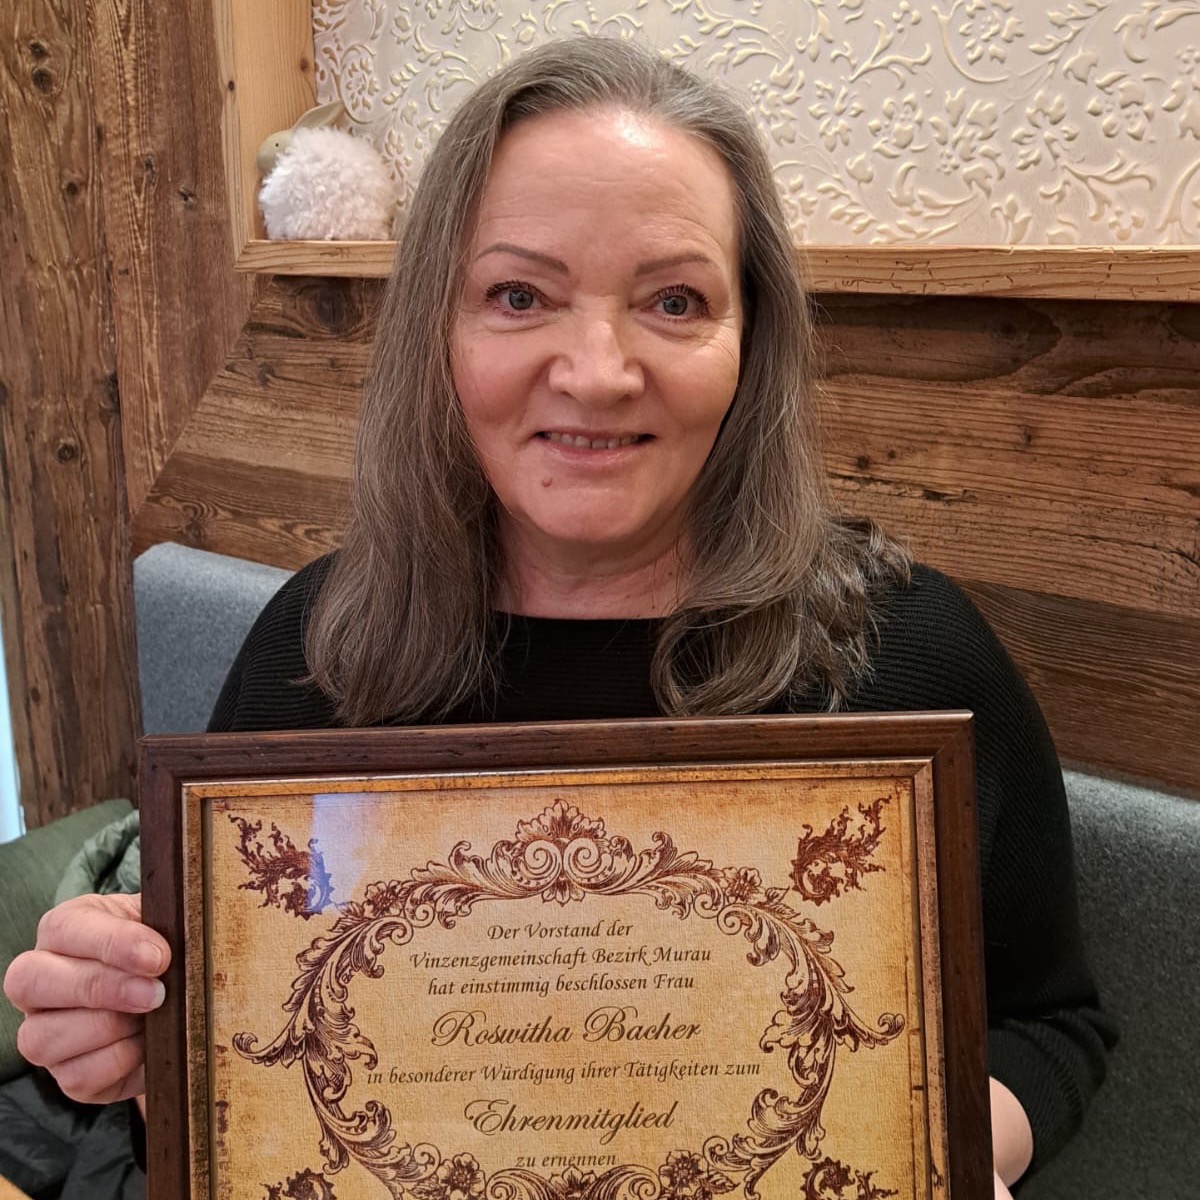 Der Vorstand der
Vinzenzgemeinschaft Bezirk Murau
hat einstimmig beschlossen Frau
Roswitha Bacher
in besonderer Würdigung ihrer Tätigkeiten zum
Ehrenmitglied
zu ernennen